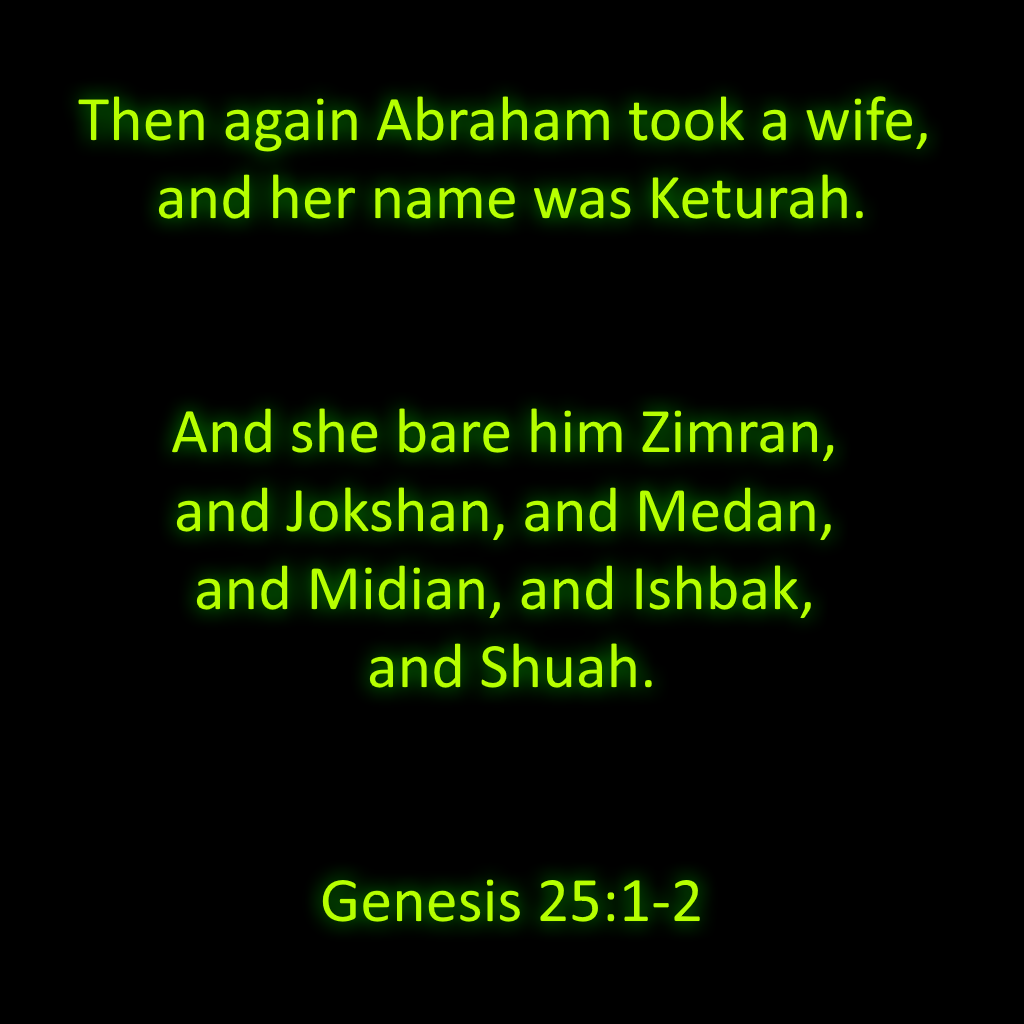 Then again Abraham took a wife,
and her name was Keturah.
And she bare him Zimran,
and Jokshan, and Medan,
and Midian, and Ishbak,
and Shuah.
Genesis 25:1-2